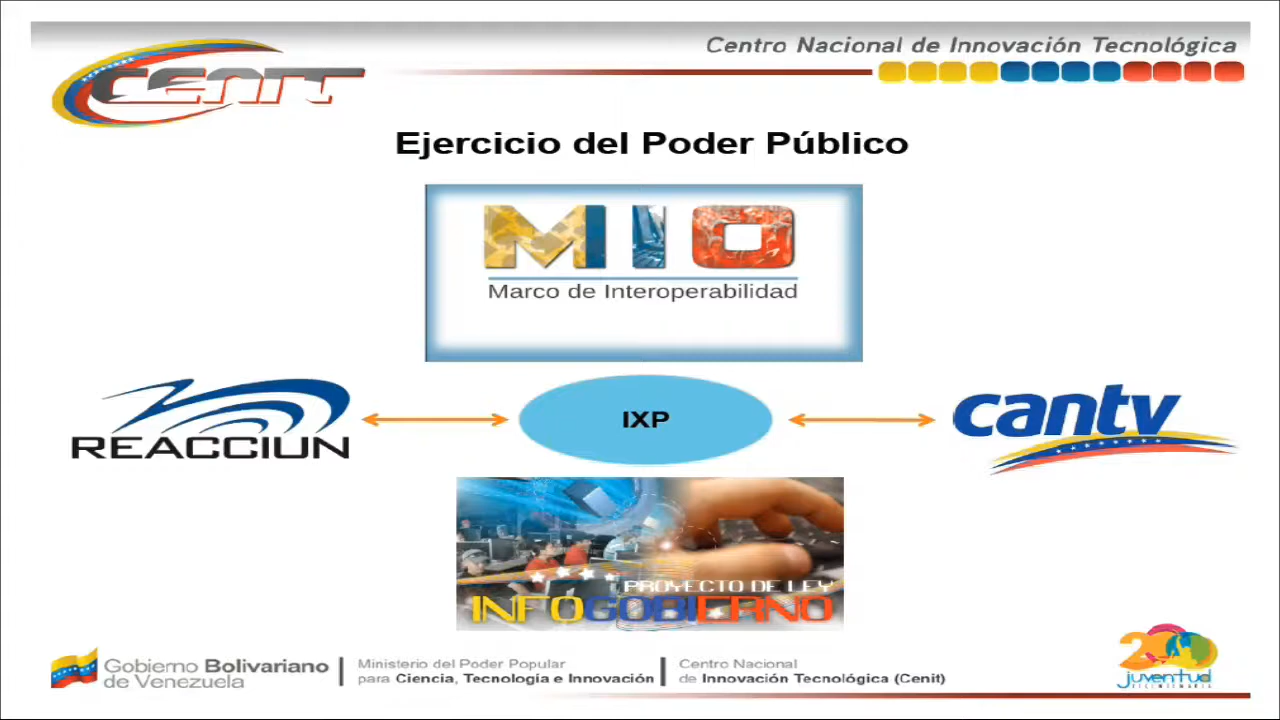 CENIT
Centro Nacional de Innovación Tecnológica
Ejercicio del Poder Público
MIO
Marco de Interoperabilidad
REACCIUN
IXP
cantv
PROYECTO DE LEY
INFOGOBIERNO
Gobierno Bolivariano
de Venezuela
Ministerio del Poder Popular
para Ciencia, Tecnología e Innovación
Centro Nacional
de Innovación Tecnológica (Cenit)
200
juventud
BICENTENARIA